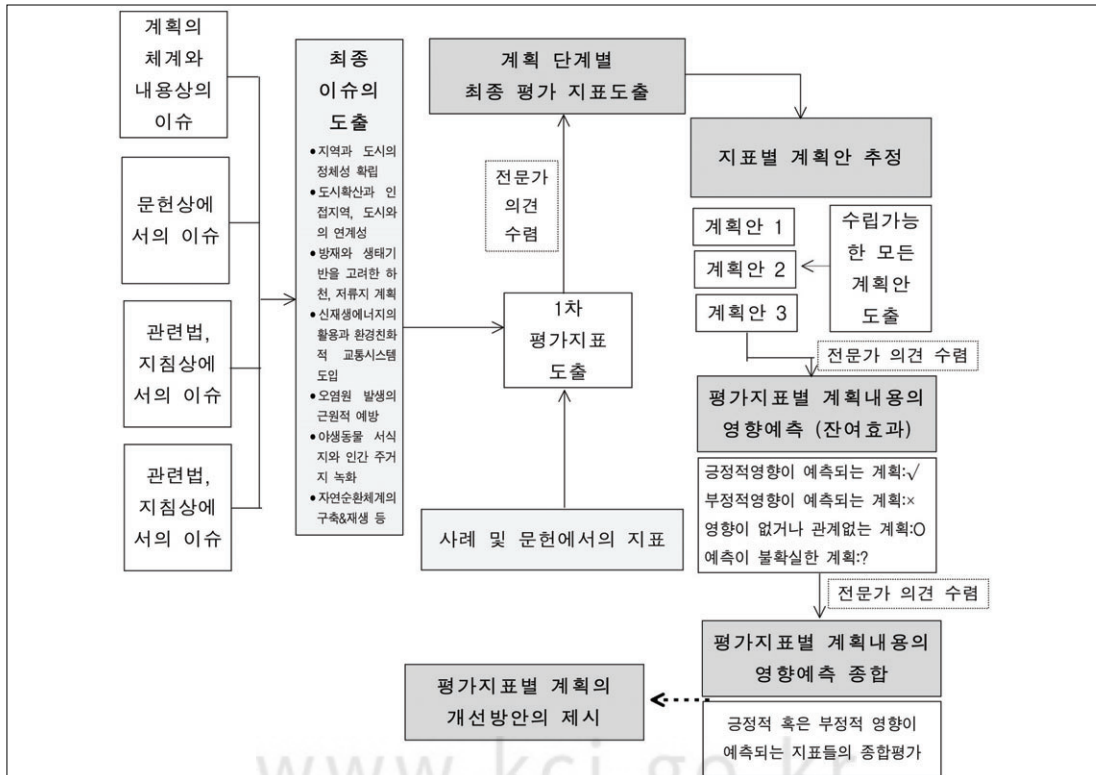 계획의
체계와
내용상의
이슈
문헌상에
서의 이슈
관련법,
지침상에
서의 이슈
관련법,
지침상에
서의 이슈
최종
이슈의
도출
●지역과 도시의
정체성 확립
●도시확산과 인
접지역, 도시와
의 연계성
●방재와 생태기
반을 고려한 하
천, 저류지 계획
●신재생에너지의
활용과 환경친화
적 교통시스템
도입
●오염원 발생의
근원적 예방
●야생동물 서식
지와 인간 주거
지 녹화
●자연순환체계의
구축&재생 등
계획 단계별
최종 평가 지표도출
전문가
의견
수렴
1차
평가지표
도출
사례 및 문헌에서의 지표
지표별 계획안 추정
계획안 1
계획안 2
계획안 3
수립가능
한 모든
계획안
도출
전문가 의견 수렴
평가지표별 계획내용의
영향예측 (잔여효과)
긍정적영향이 예측되는 계획:√
부정적영향이 예측되는 계획:×
영향이 없거나 관계없는 계획:O
예측이 불확실한 계획:?
전문가 의견 수렴
평가지표별 계획내용의
영향예측 종합
긍정적 혹은 부정적 영향이
예측되는 지표들의 종합평가
평가지표별 계획의
개선방안의 제시
www.kci.go.kr